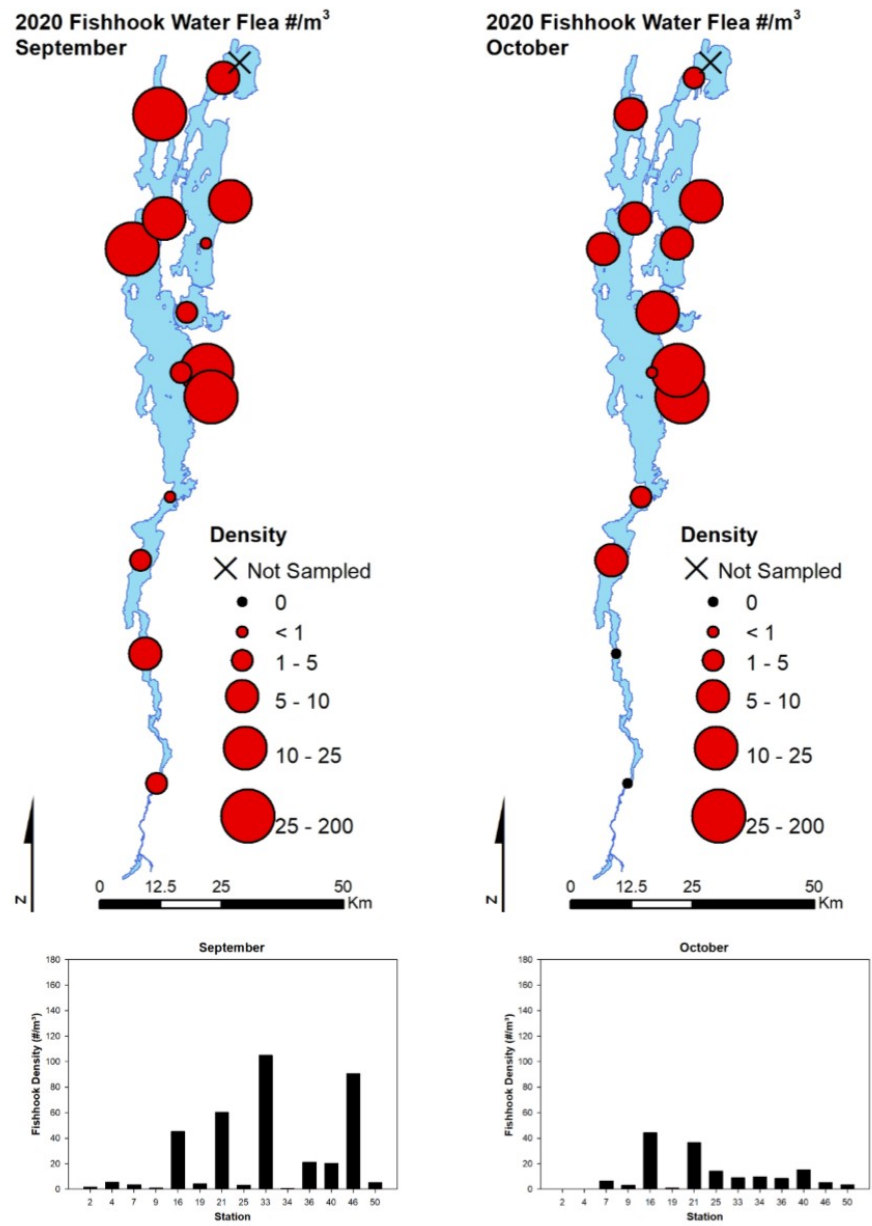 2020 Fishhook Water Flea #/m³
September
Density
Not Sampled
0
< 1
1 - 5
5 - 10
10 - 25
25 - 200
N
0 12.5 25 50
Km
2020 Fishhook Water Flea #/m³
October
Density
Not Sampled
0
< 1
1 - 5
5 - 10
10 - 25
25 - 200
N
0 12.5 25 50
Km
September
Fishhook Density (#/m³)
180
160
140
120
100
80
60
40
20
0
2 4 7 9 16 19 21 25 33 34 36 40 46 50
Station
October
Fishhook Density (#/m³)
180
160
140
120
100
80
60
40
20
0
2 4 7 9 16 19 21 25 33 34 36 40 46 50
Station